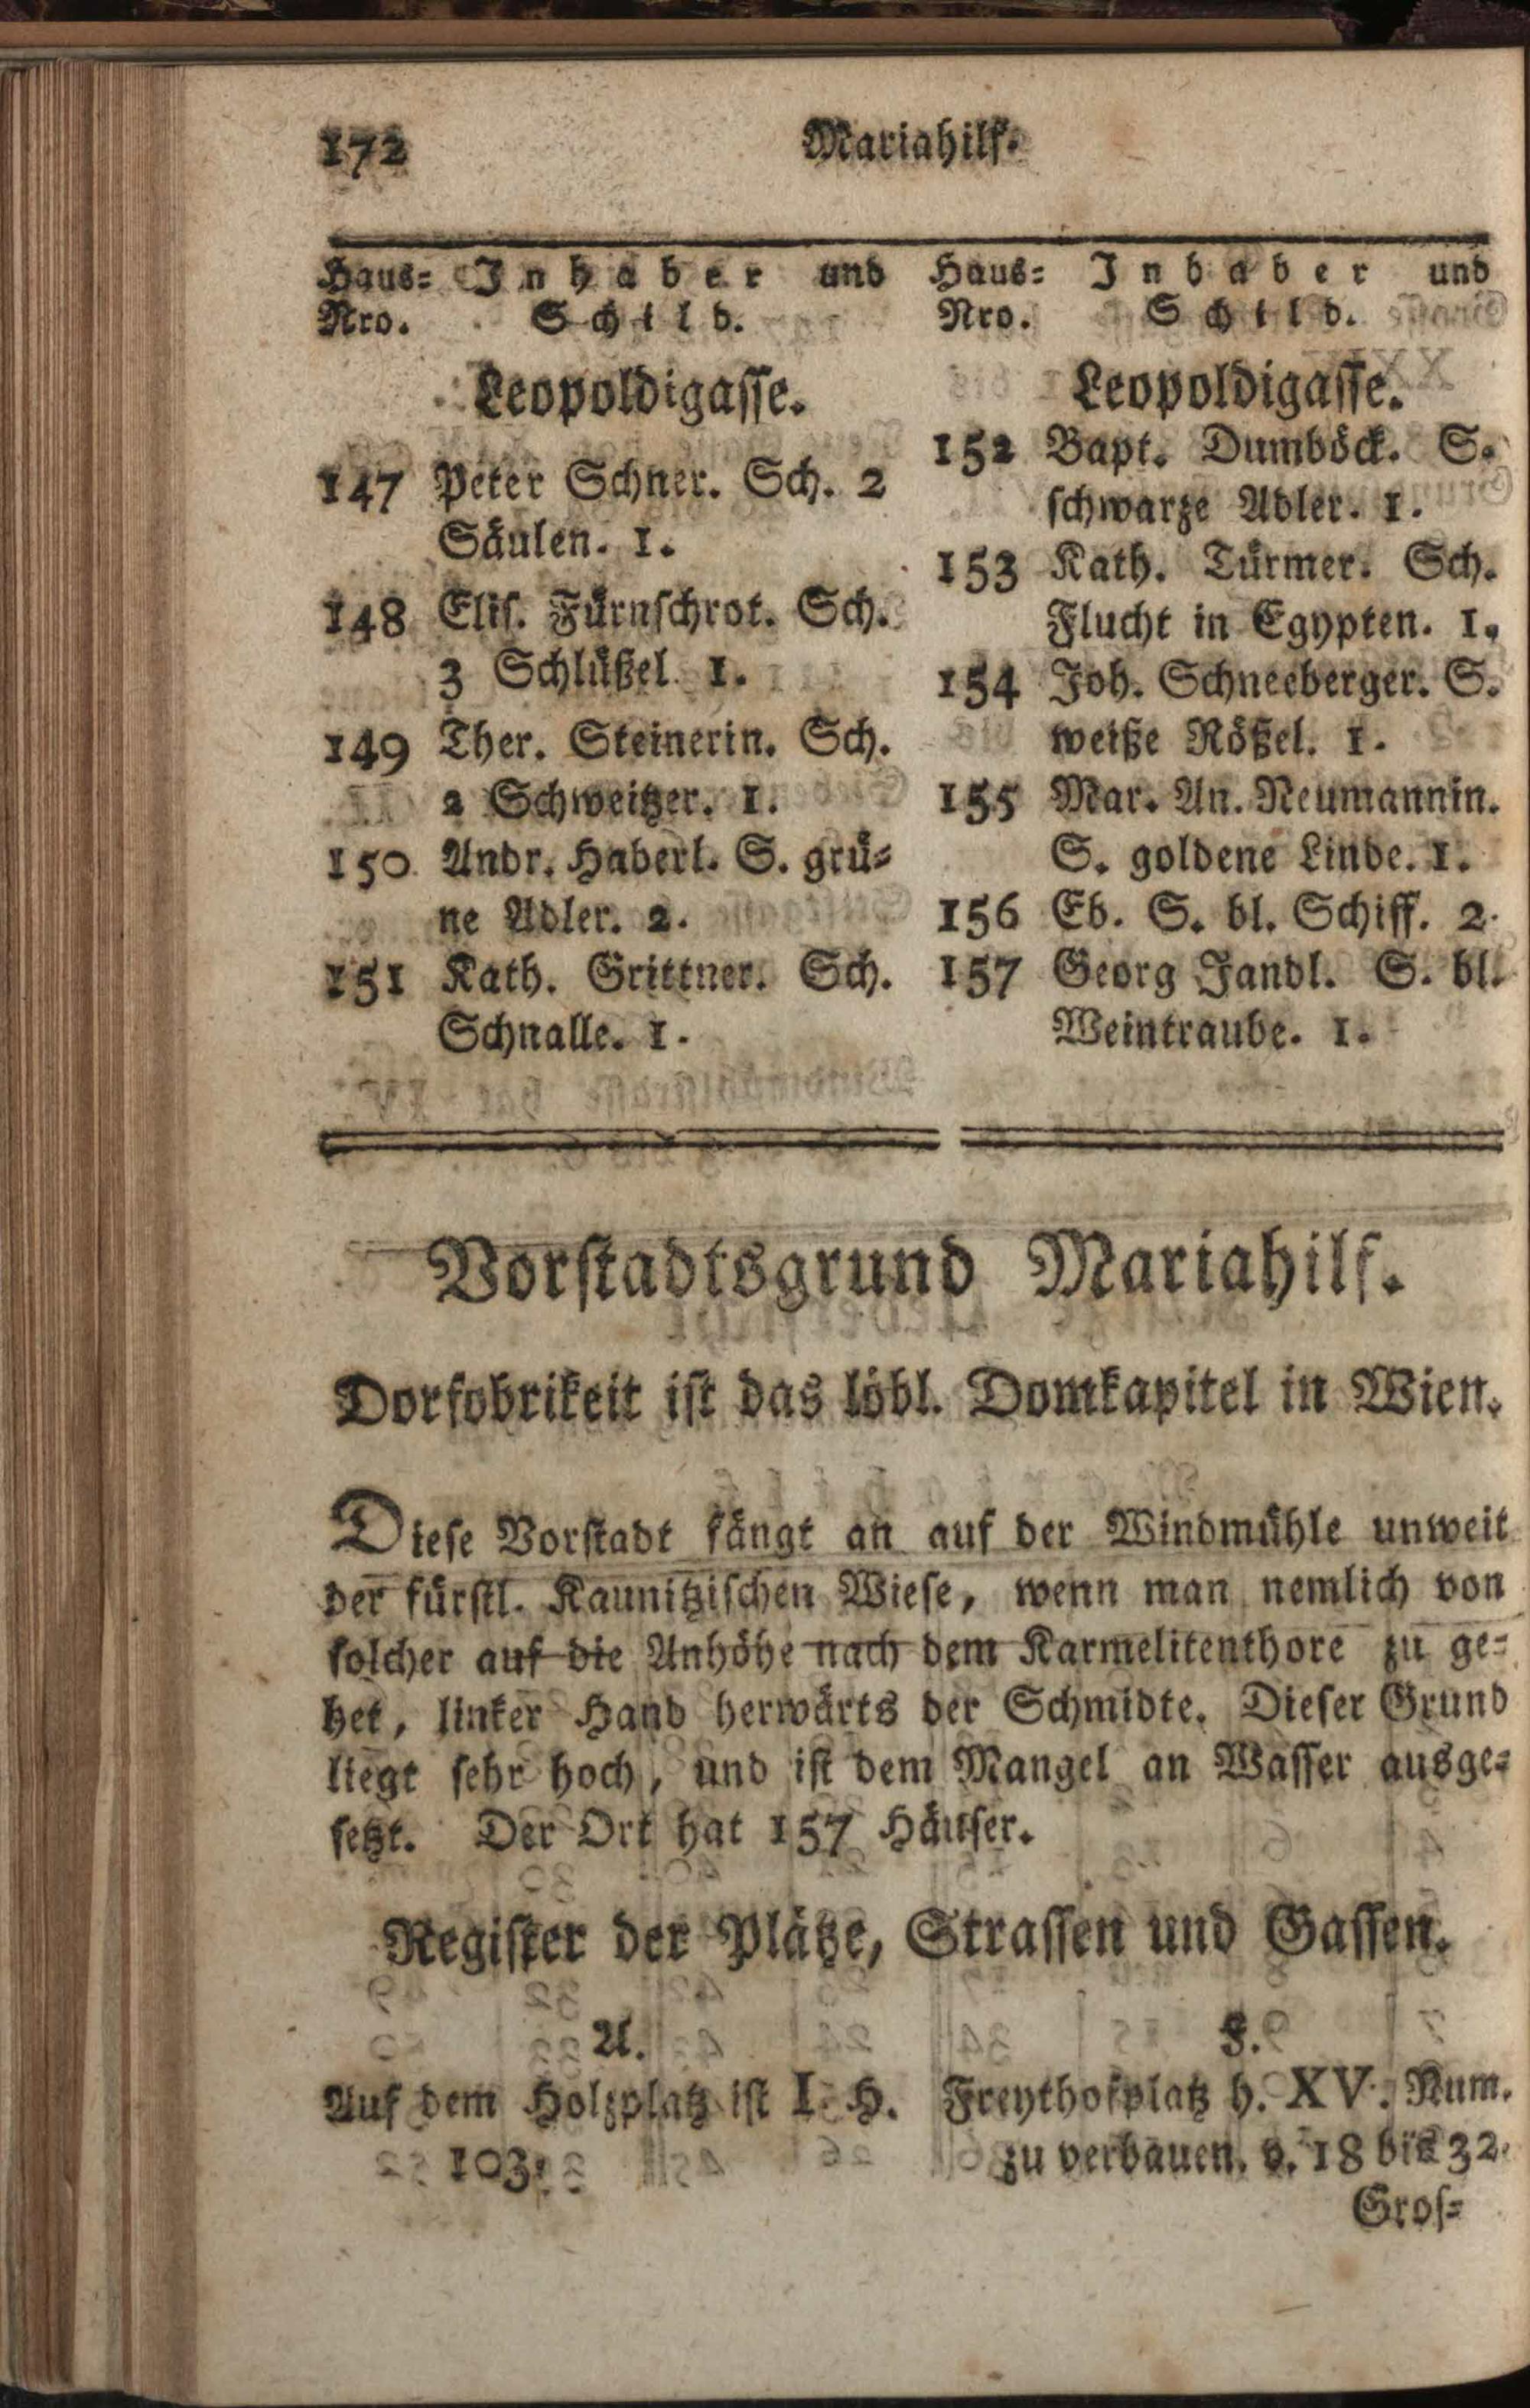 172 Mariahilf.
Haus= Inhaber und
Nro. Schild.
Leopoldigasse.
147 Peter Schner. Sch. 2
Säulen. 1.
148 Elis. Fürnschrot. Sch.
3 Schlüßel 1.
149 Ther. Steinerin. Sch.
2 Schweitzer. 1.
150 Andr. Haberl. S. grü=
ne Adler. 2.
151 Kath. Grittner. Sch.
Schnalle. 1.
Haus= Inhaber und
Nro. Schild.
Leopoldigasse.
152 Bapt. Dumböck. S.
schwarze Adler. 1.
153 Kath. Türmer. Sch.
Flucht in Egypten. 1.
154 Joh. Schneeberger. S.
weiße Rößel. 1.
155 Mar. An. Neumannin.
S. goldene Linde. 1.
156 Eb. S. bl. Schiff. 2.
157 Georg Jandl. S. bl.
Weintraube. 1.
Vorstadtsgrund Mariahilf.
Dorfobrikeit ist das löbl. Domkapitel in Wien.
Diese Vorstadt fängt an auf der Windmühle unweit
der fürstl. Kaunitzischen Wiese, wenn man nemlich von
solcher auf die Anhöhe nach dem Karmelitenthore zu ge=
het, linker Hand herwärts der Schmidte. Dieser Grund
liegt sehr hoch, und ist dem Mangel an Wasser ausge=
setzt. Der Ort hat 157 Häuser.
Register der Plätze, Strassen und Gassen.
A.
Auf dem Holzplatz ist I. H.
103.
F.
Freythofplatz h. XV. Num.
zu verbauen. v. 18 bis 32.
Gros=